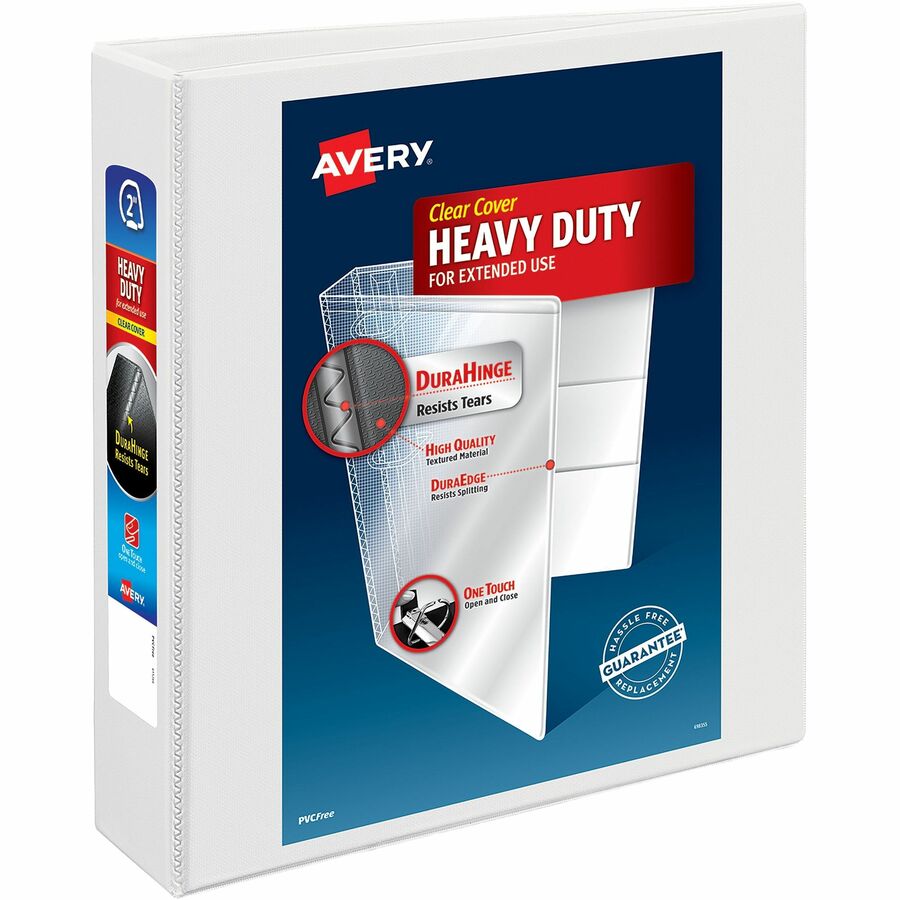 2"
HEAVY
DUTY
for extended use
CLEAR COVER
DURAHINGE
Resists Tears
ONE TOUCH
open and close
AVERY
PVCfree
AVERY®
Clear Cover
HEAVY DUTY
FOR EXTENDED USE
DURAHINGE
Resists Tears
HIGH QUALITY
Textured Material
DURAEDGE
Resists Splitting
ONE TOUCH
Open and Close
HASSLE FREE
GUARANTEE*
REPLACEMENT
698355
PVCFree